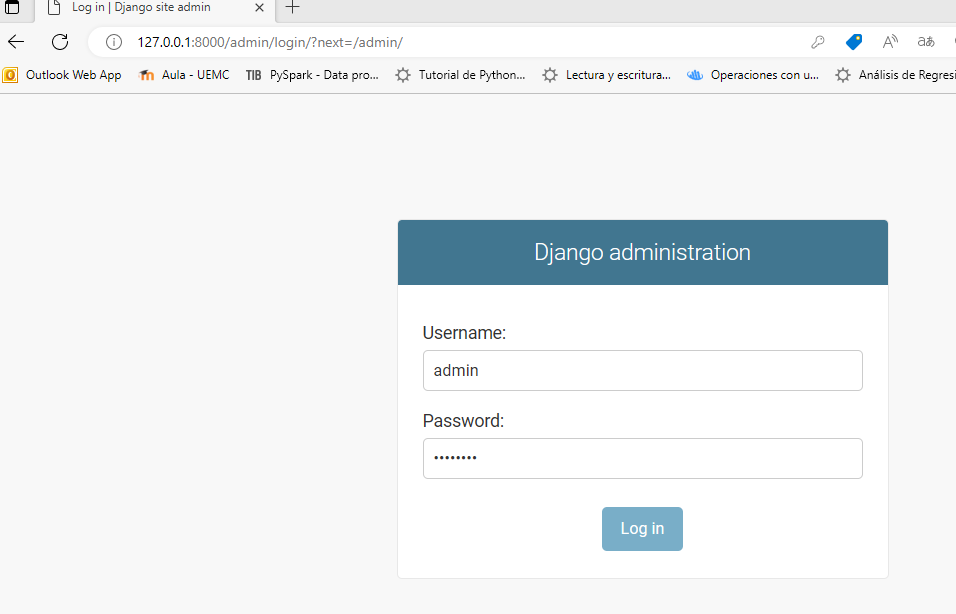 Log in | Django site admin
127.0.0.1:8000/admin/login/?next=/admin/
Outlook Web App Aula - UEMC TIB PySpark - Data pro... Tutorial de Python... Lectura y escritura... Operaciones con u... Análisis de Regresi
Django administration
Username:
admin
Password:
••••••••
Log in